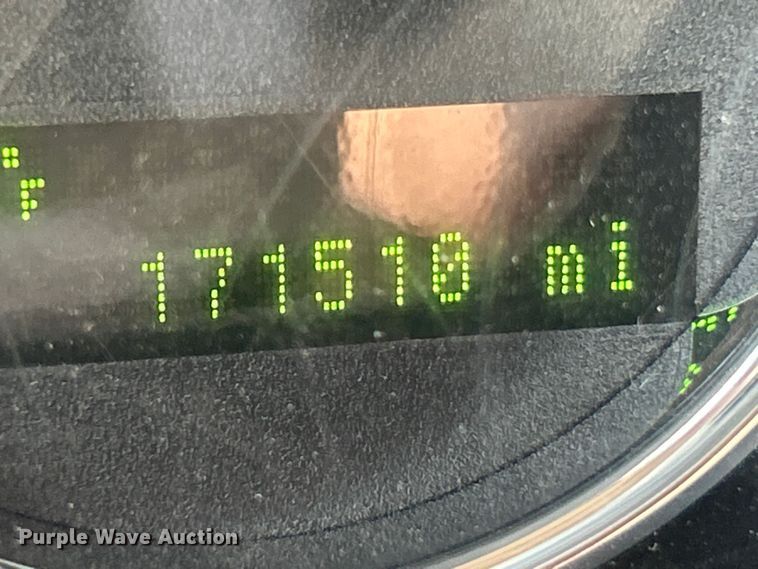 °F
171510 mi
Purple Wave Auction